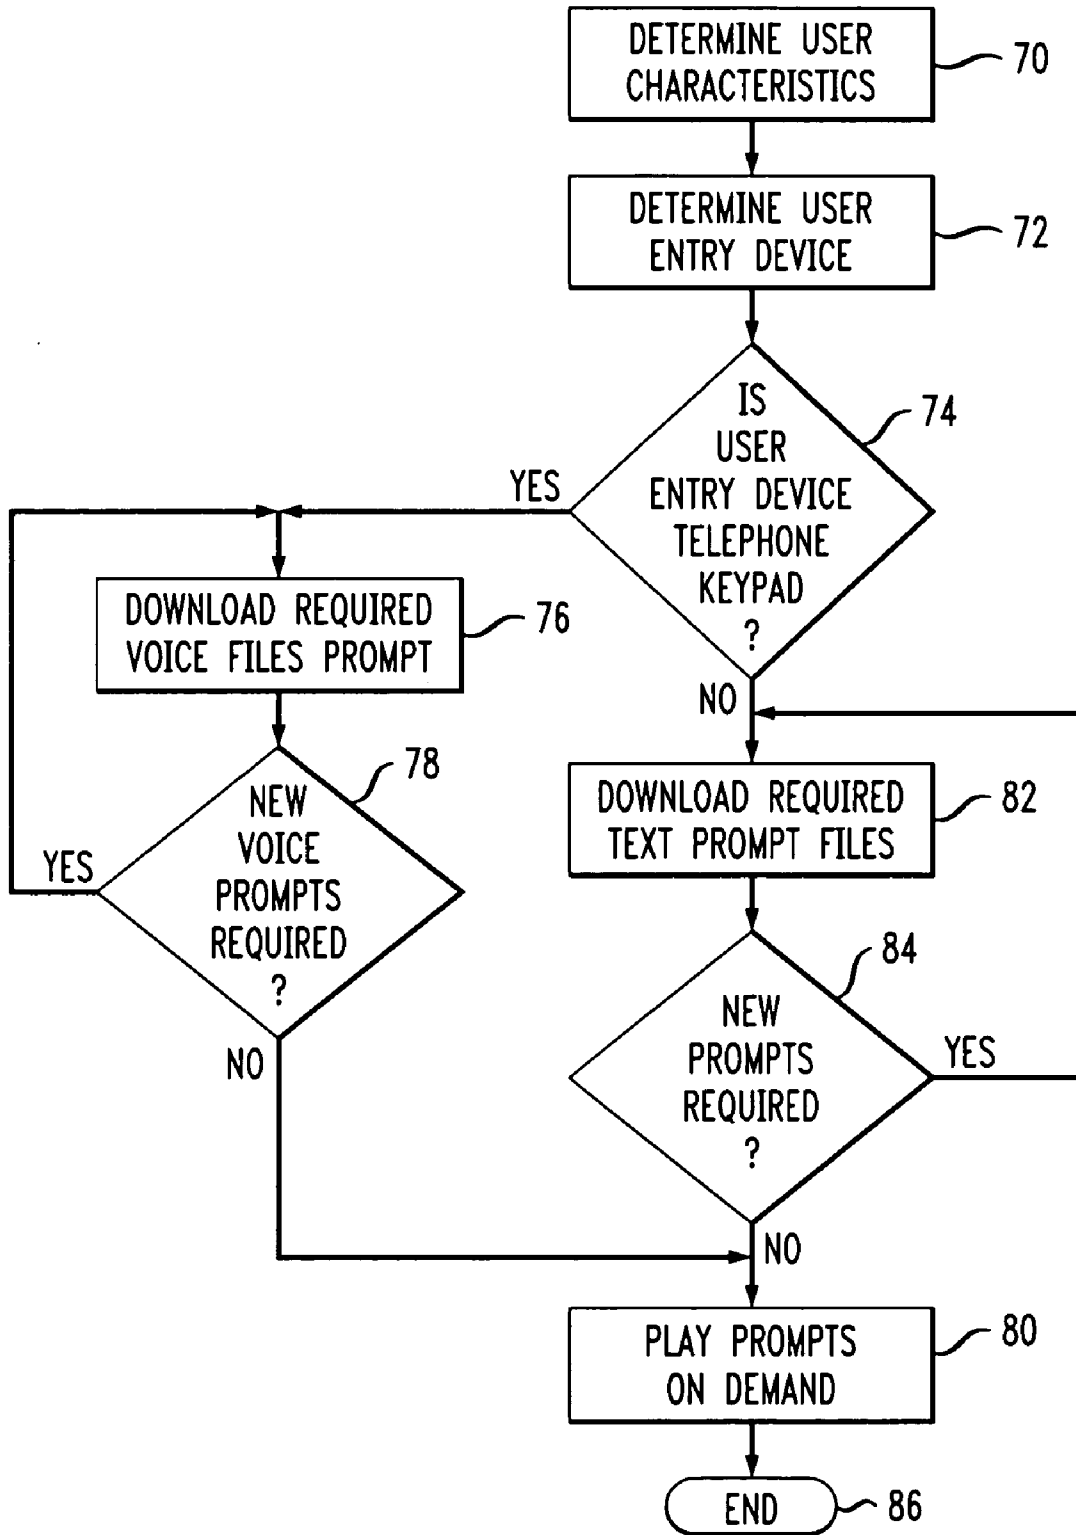 DETERMINE USER
CHARACTERISTICS
70
DETERMINE USER
ENTRY DEVICE
72
IS
USER
ENTRY DEVICE
TELEPHONE
KEYPAD
?
74
YES
NO
DOWNLOAD REQUIRED
VOICE FILES PROMPT
76
NEW
VOICE
PROMPTS
REQUIRED
?
78
YES
NO
DOWNLOAD REQUIRED
TEXT PROMPT FILES
82
NEW
PROMPTS
REQUIRED
?
84
YES
NO
PLAY PROMPTS
ON DEMAND
80
END
86